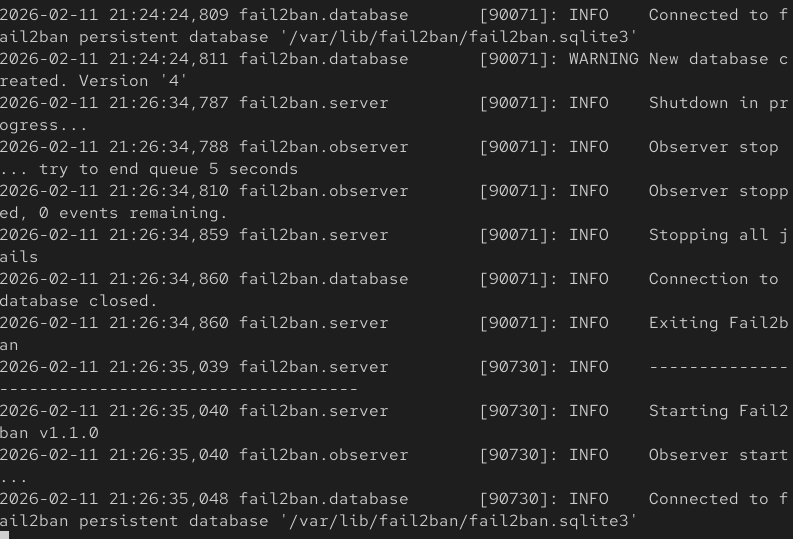 2026-02-11 21:24:24,809 fail2ban.database       [90071]: INFO    Connected to f
ail2ban persistent database '/var/lib/fail2ban/fail2ban.sqlite3'
2026-02-11 21:24:24,811 fail2ban.database       [90071]: WARNING New database c
reated. Version '4'
2026-02-11 21:26:34,787 fail2ban.server         [90071]: INFO    Shutdown in pr
ogress...
2026-02-11 21:26:34,788 fail2ban.observer       [90071]: INFO    Observer stop 
... try to end queue 5 seconds
2026-02-11 21:26:34,810 fail2ban.observer       [90071]: INFO    Observer stopp
ed, 0 events remaining.
2026-02-11 21:26:34,859 fail2ban.server         [90071]: INFO    Stopping all j
ails
2026-02-11 21:26:34,860 fail2ban.database       [90071]: INFO    Connection to 
database closed.
2026-02-11 21:26:34,860 fail2ban.server         [90071]: INFO    Exiting Fail2b
an
2026-02-11 21:26:35,039 fail2ban.server         [90730]: INFO    --------------
------------------------------------
2026-02-11 21:26:35,040 fail2ban.server         [90730]: INFO    Starting Fail2
ban v1.1.0
2026-02-11 21:26:35,040 fail2ban.observer       [90730]: INFO    Observer start
...
2026-02-11 21:26:35,048 fail2ban.database       [90730]: INFO    Connected to f
ail2ban persistent database '/var/lib/fail2ban/fail2ban.sqlite3'